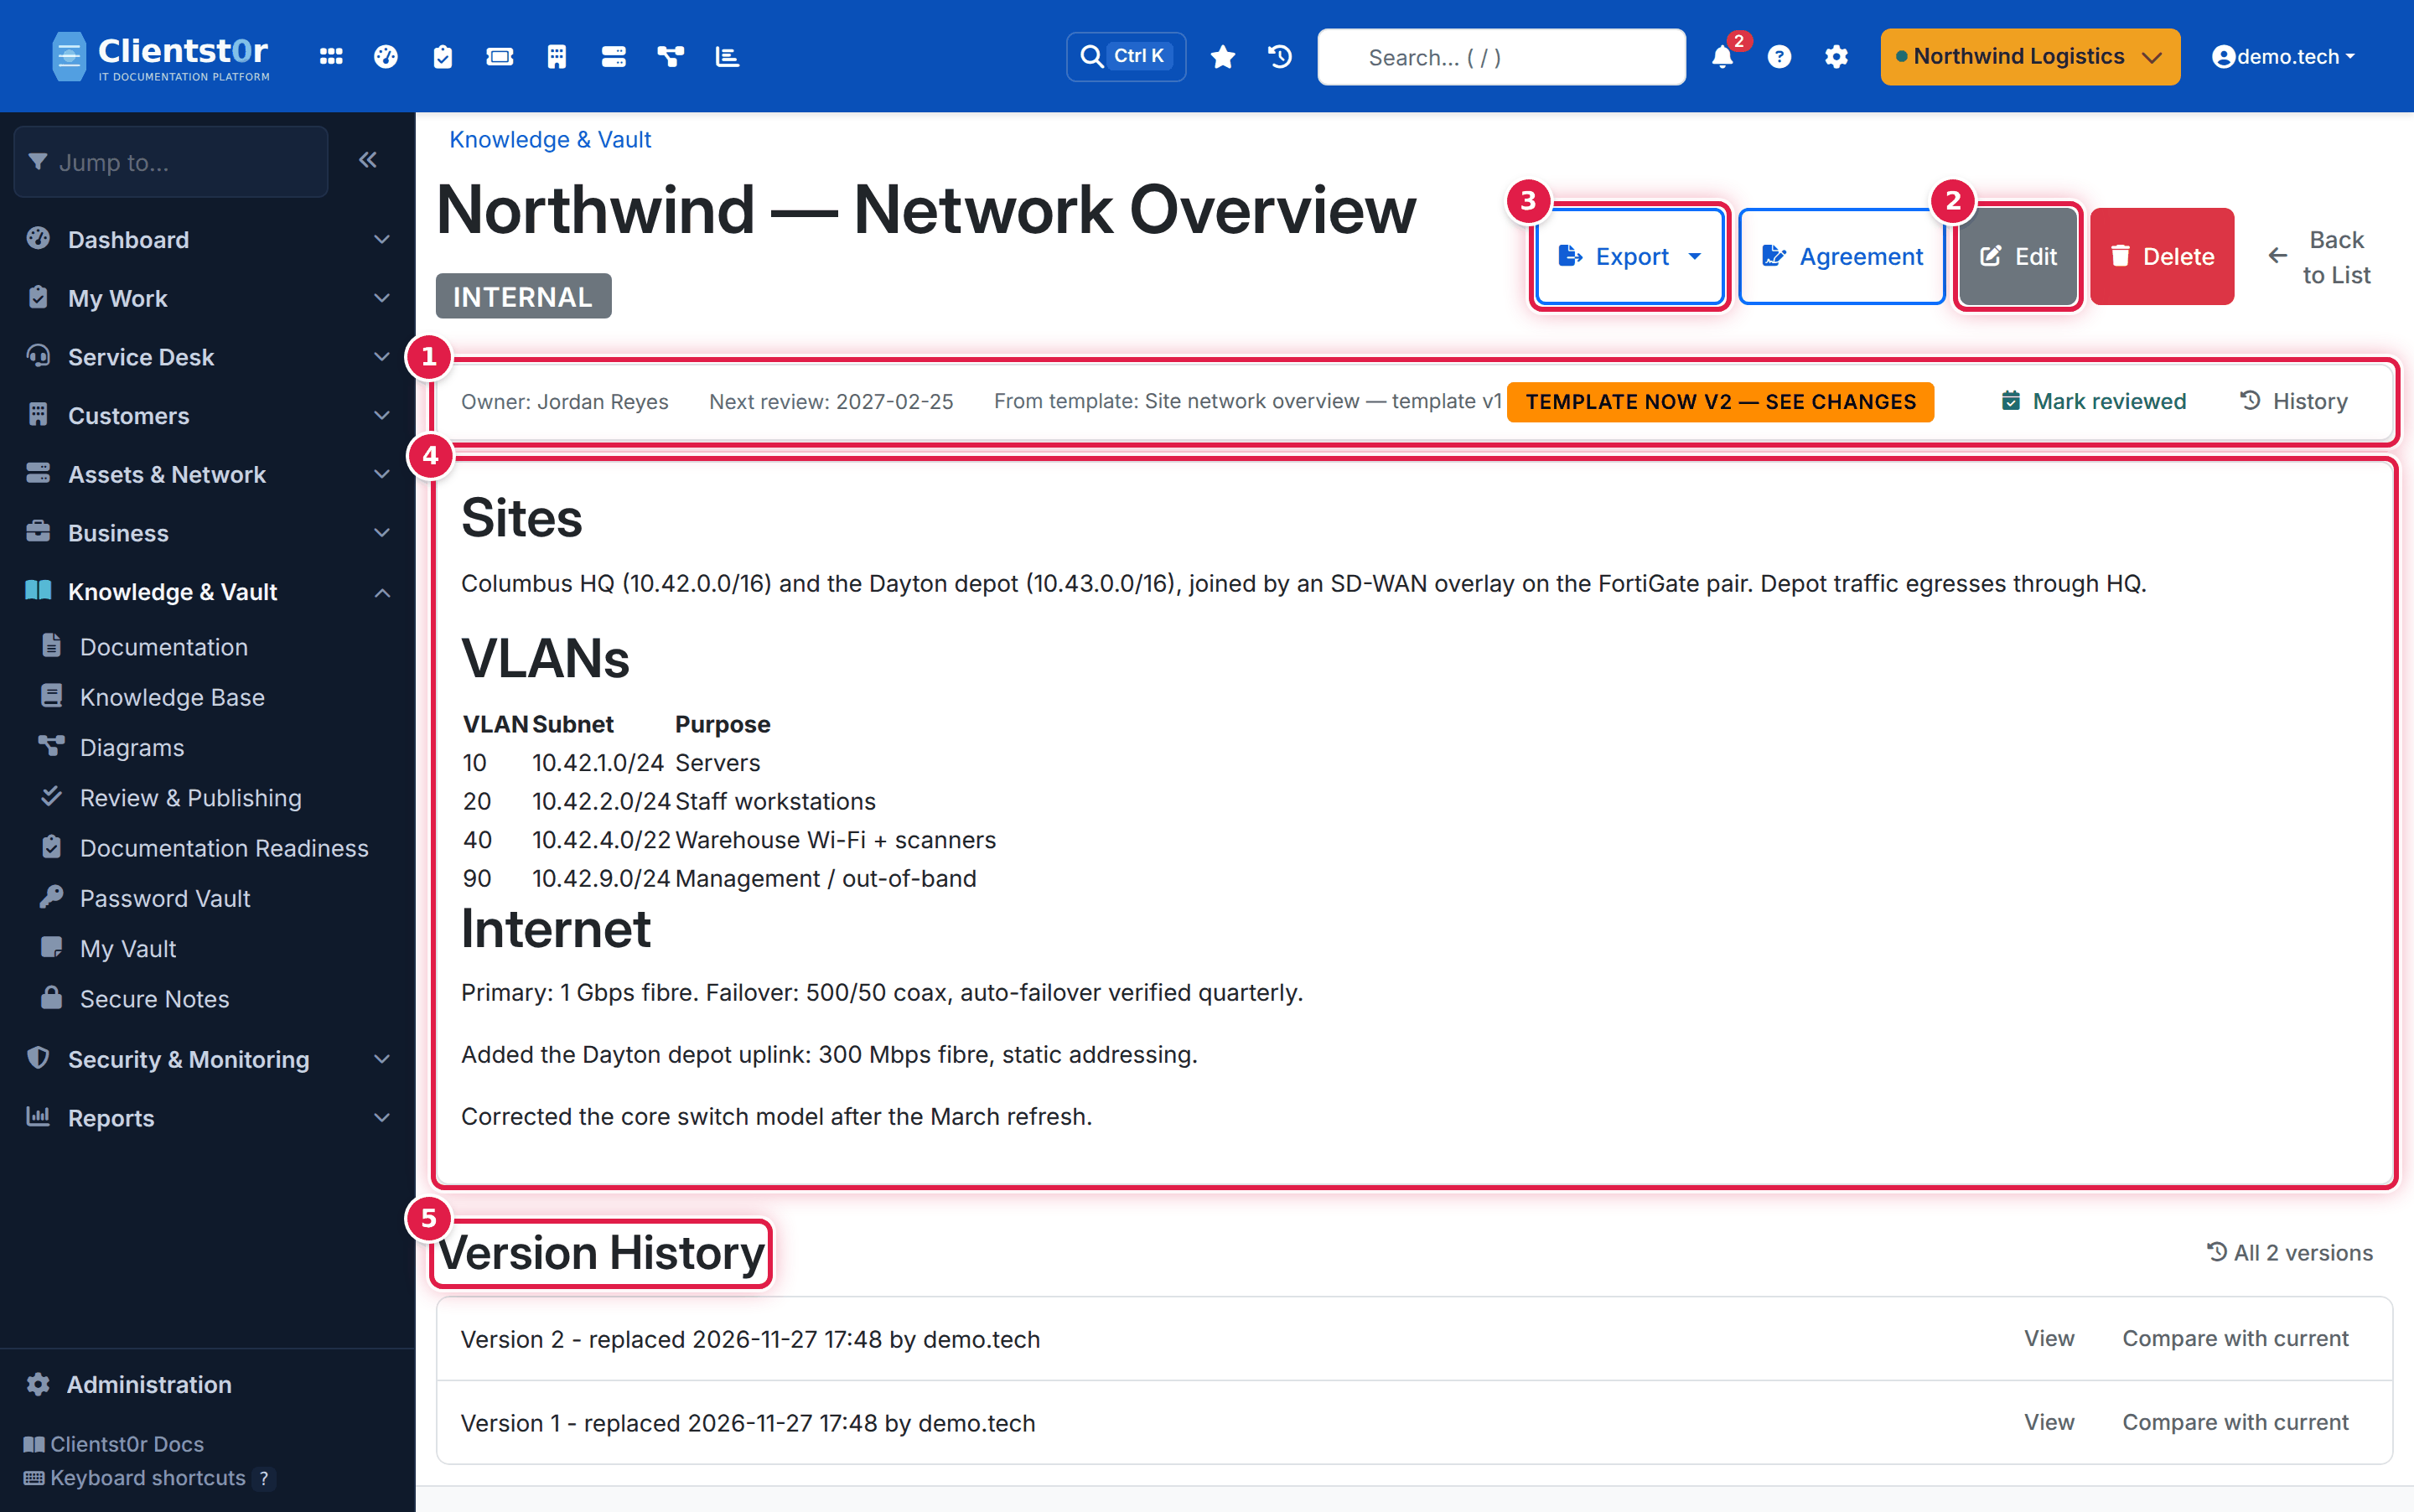 Clientst0r
IT DOCUMENTATION PLATFORM
Ctrl K
Search... ( / )
2
?
Northwind Logistics
demo.tech
Jump to...
Dashboard
My Work
Service Desk
Customers
Assets & Network
Business
Knowledge & Vault
Documentation
Knowledge Base
Diagrams
Review & Publishing
Documentation Readiness
Password Vault
My Vault
Secure Notes
Security & Monitoring
Reports
Administration
Clientst0r Docs
Keyboard shortcuts ?
Knowledge & Vault
Northwind — Network Overview
INTERNAL
3
Export
Agreement
2
Edit
Delete
Back
to List
1
Owner: Jordan Reyes Next review: 2027-02-25 From template: Site network overview — template v1 TEMPLATE NOW V2 — SEE CHANGES Mark reviewed History
4
Sites
Columbus HQ (10.42.0.0/16) and the Dayton depot (10.43.0.0/16), joined by an SD-WAN overlay on the FortiGate pair. Depot traffic egresses through HQ.
VLANs
VLAN Subnet Purpose
10 10.42.1.0/24 Servers
20 10.42.2.0/24 Staff workstations
40 10.42.4.0/22 Warehouse Wi-Fi + scanners
90 10.42.9.0/24 Management / out-of-band
Internet
Primary: 1 Gbps fibre. Failover: 500/50 coax, auto-failover verified quarterly.
Added the Dayton depot uplink: 300 Mbps fibre, static addressing.
Corrected the core switch model after the March refresh.
5
Version History
All 2 versions
Version 2 - replaced 2026-11-27 17:48 by demo.tech View Compare with current
Version 1 - replaced 2026-11-27 17:48 by demo.tech View Compare with current